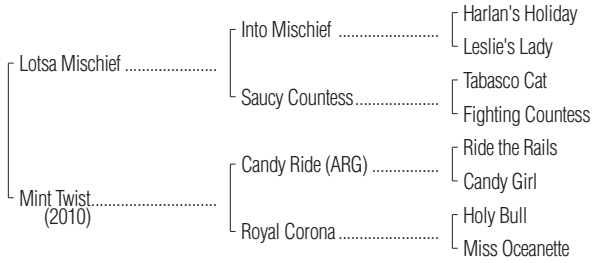 Harlan's Holiday
Into Mischief ....................
Leslie's Lady
Lotsa Mischief ....................
Tabasco Cat
Saucy Countess....................
Fighting Countess
Ride the Rails
Candy Ride (ARG) ................
Candy Girl
Mint Twist...........................
(2010)
Holy Bull
Royal Corona ....................
Miss Oceanette